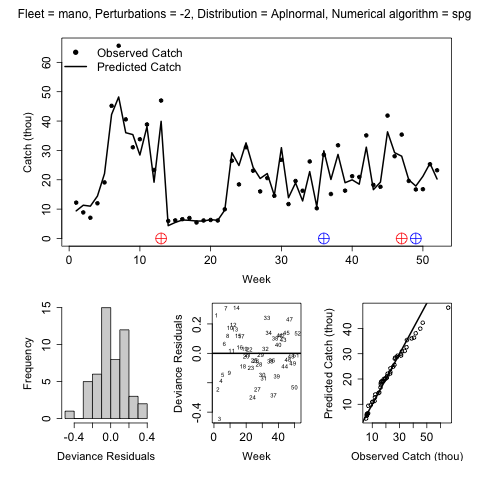 Fleet = mano, Perturbations = -2, Distribution = Aplnormal, Numerical algorithm = spg
Observed Catch
Predicted Catch
Catch (thou)
0 10 20 30 40 50 60
0 10 20 30 40 50
Week
Frequency
0 5 10 15
-0.4 0.0 0.4
Deviance Residuals
Deviance Residuals
-0.4 0.0 0.2
0 20 40
Week
Predicted Catch (thou)
10 20 30 40
10 30 50
Observed Catch (thou)